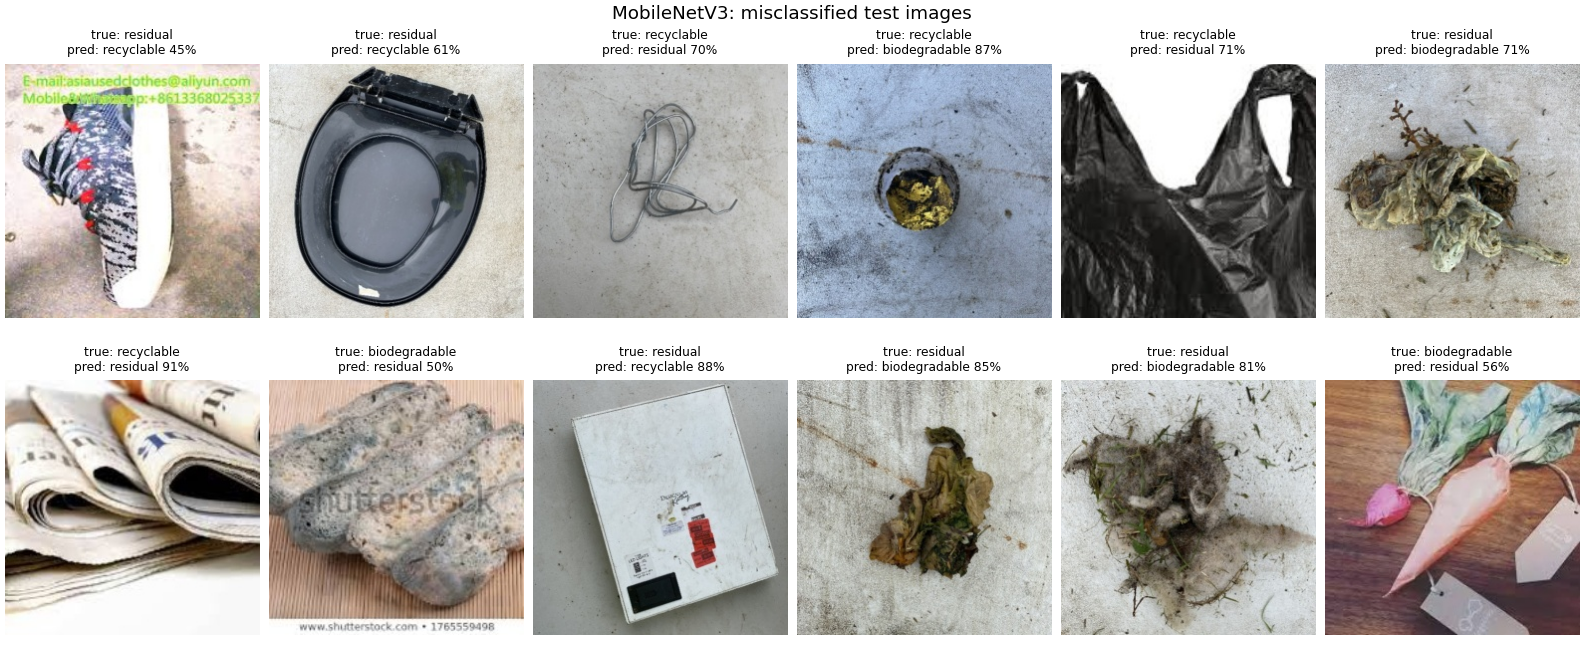 MobileNetV3: misclassified test images
true: residual
pred: recyclable 45%
true: residual
pred: recyclable 61%
true: recyclable
pred: residual 70%
true: recyclable
pred: biodegradable 87%
true: recyclable
pred: residual 71%
true: residual
pred: biodegradable 71%
E-mail:asiausedclothes@aliyun.com
Mobile&Whatsapp:+8613368025337
true: recyclable
pred: residual 91%
true: biodegradable
pred: residual 50%
true: residual
pred: recyclable 88%
true: residual
pred: biodegradable 85%
true: residual
pred: biodegradable 81%
true: biodegradable
pred: residual 56%
shutterstock
www.shutterstock.com • 1765559498